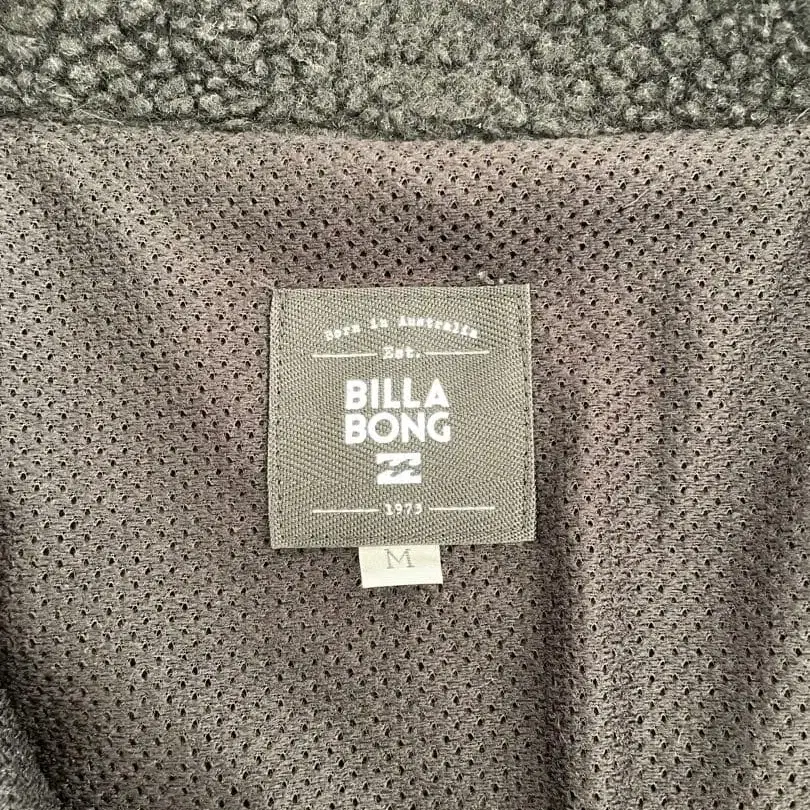 Born in Australia
Est.
BILLA
BONG
1973
M